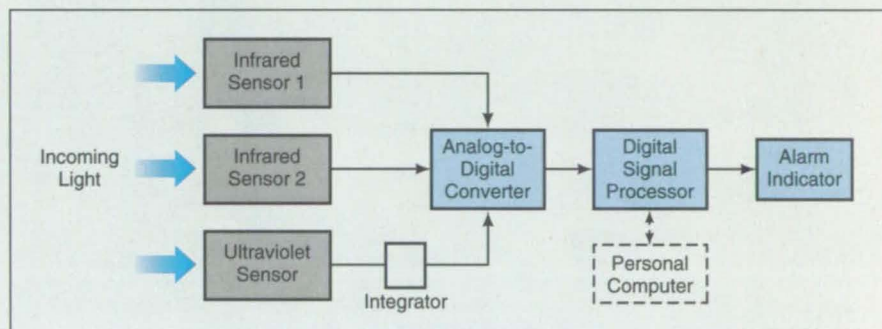 Incoming
Light
Infrared
Sensor 1
Infrared
Sensor 2
Ultraviolet
Sensor
Integrator
Analog-to-
Digital
Converter
Digital
Signal
Processor
Personal
Computer
Alarm
Indicator